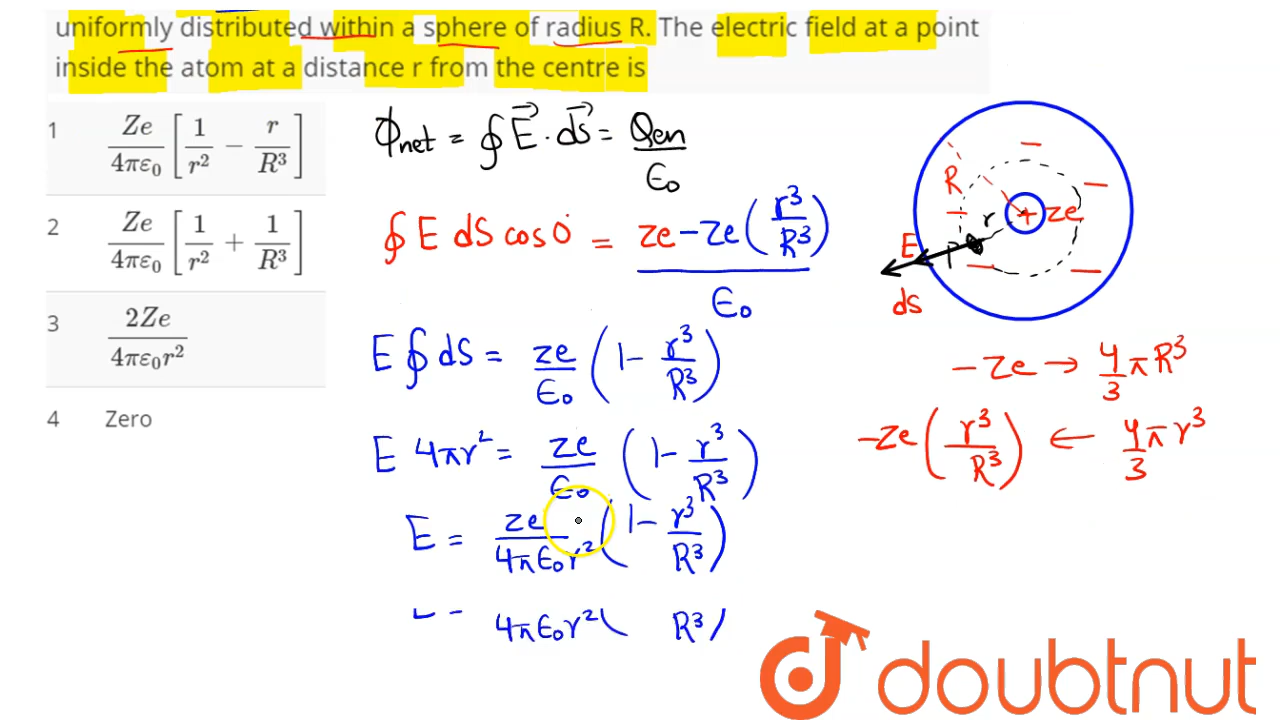 uniformly distributed within a sphere of radius R. The electric field at a point
inside the atom at a distance r from the centre is
1 Ze/4πε₀ [1/r² − r/R³]
2 Ze/4πε₀ [1/r² + 1/R³]
3 2Ze/4πε₀r²
4 Zero
ϕnet = ∮ E⃗ · ds⃗ = Qen/ε₀
∮ E ds cos0° = ze − ze (r³/R³) / ε₀
E ∮ ds = ze/ε₀ (1 − r³/R³)
E 4πr² = ze/ε₀ (1 − r³/R³)
E = ze/4πε₀r² (1 − r³/R³)
4πε₀r² ( R³ /
R
r
+ ze
E
P
ds
−ze → 4/3 πR³
−ze (r³/R³) ← 4/3 πr³
doubtnut